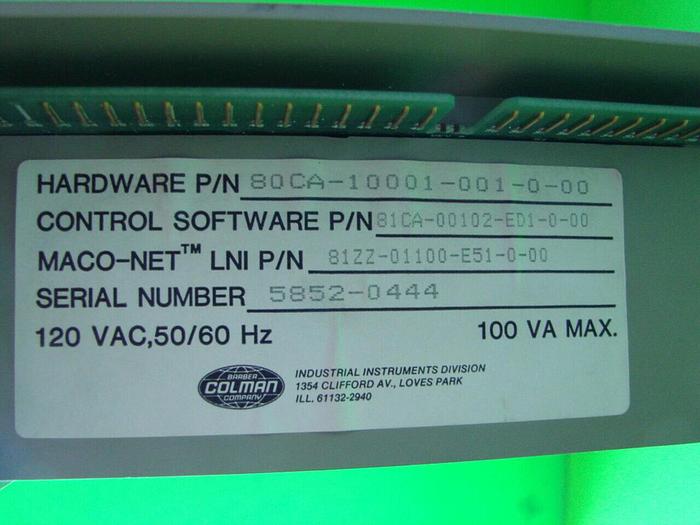 HARDWARE P/N 80CA-10001-001-0-00
CONTROL SOFTWARE P/N 81CA-00102-ED1-0-00
MACO-NET™ LNI P/N 81ZZ-01100-E51-0-00
SERIAL NUMBER 5852-0444
120 VAC,50/60 Hz 100 VA MAX.
BARBER
COLMAN
COMPANY
INDUSTRIAL INSTRUMENTS DIVISION
1354 CLIFFORD AV., LOVES PARK
ILL. 61132-2940